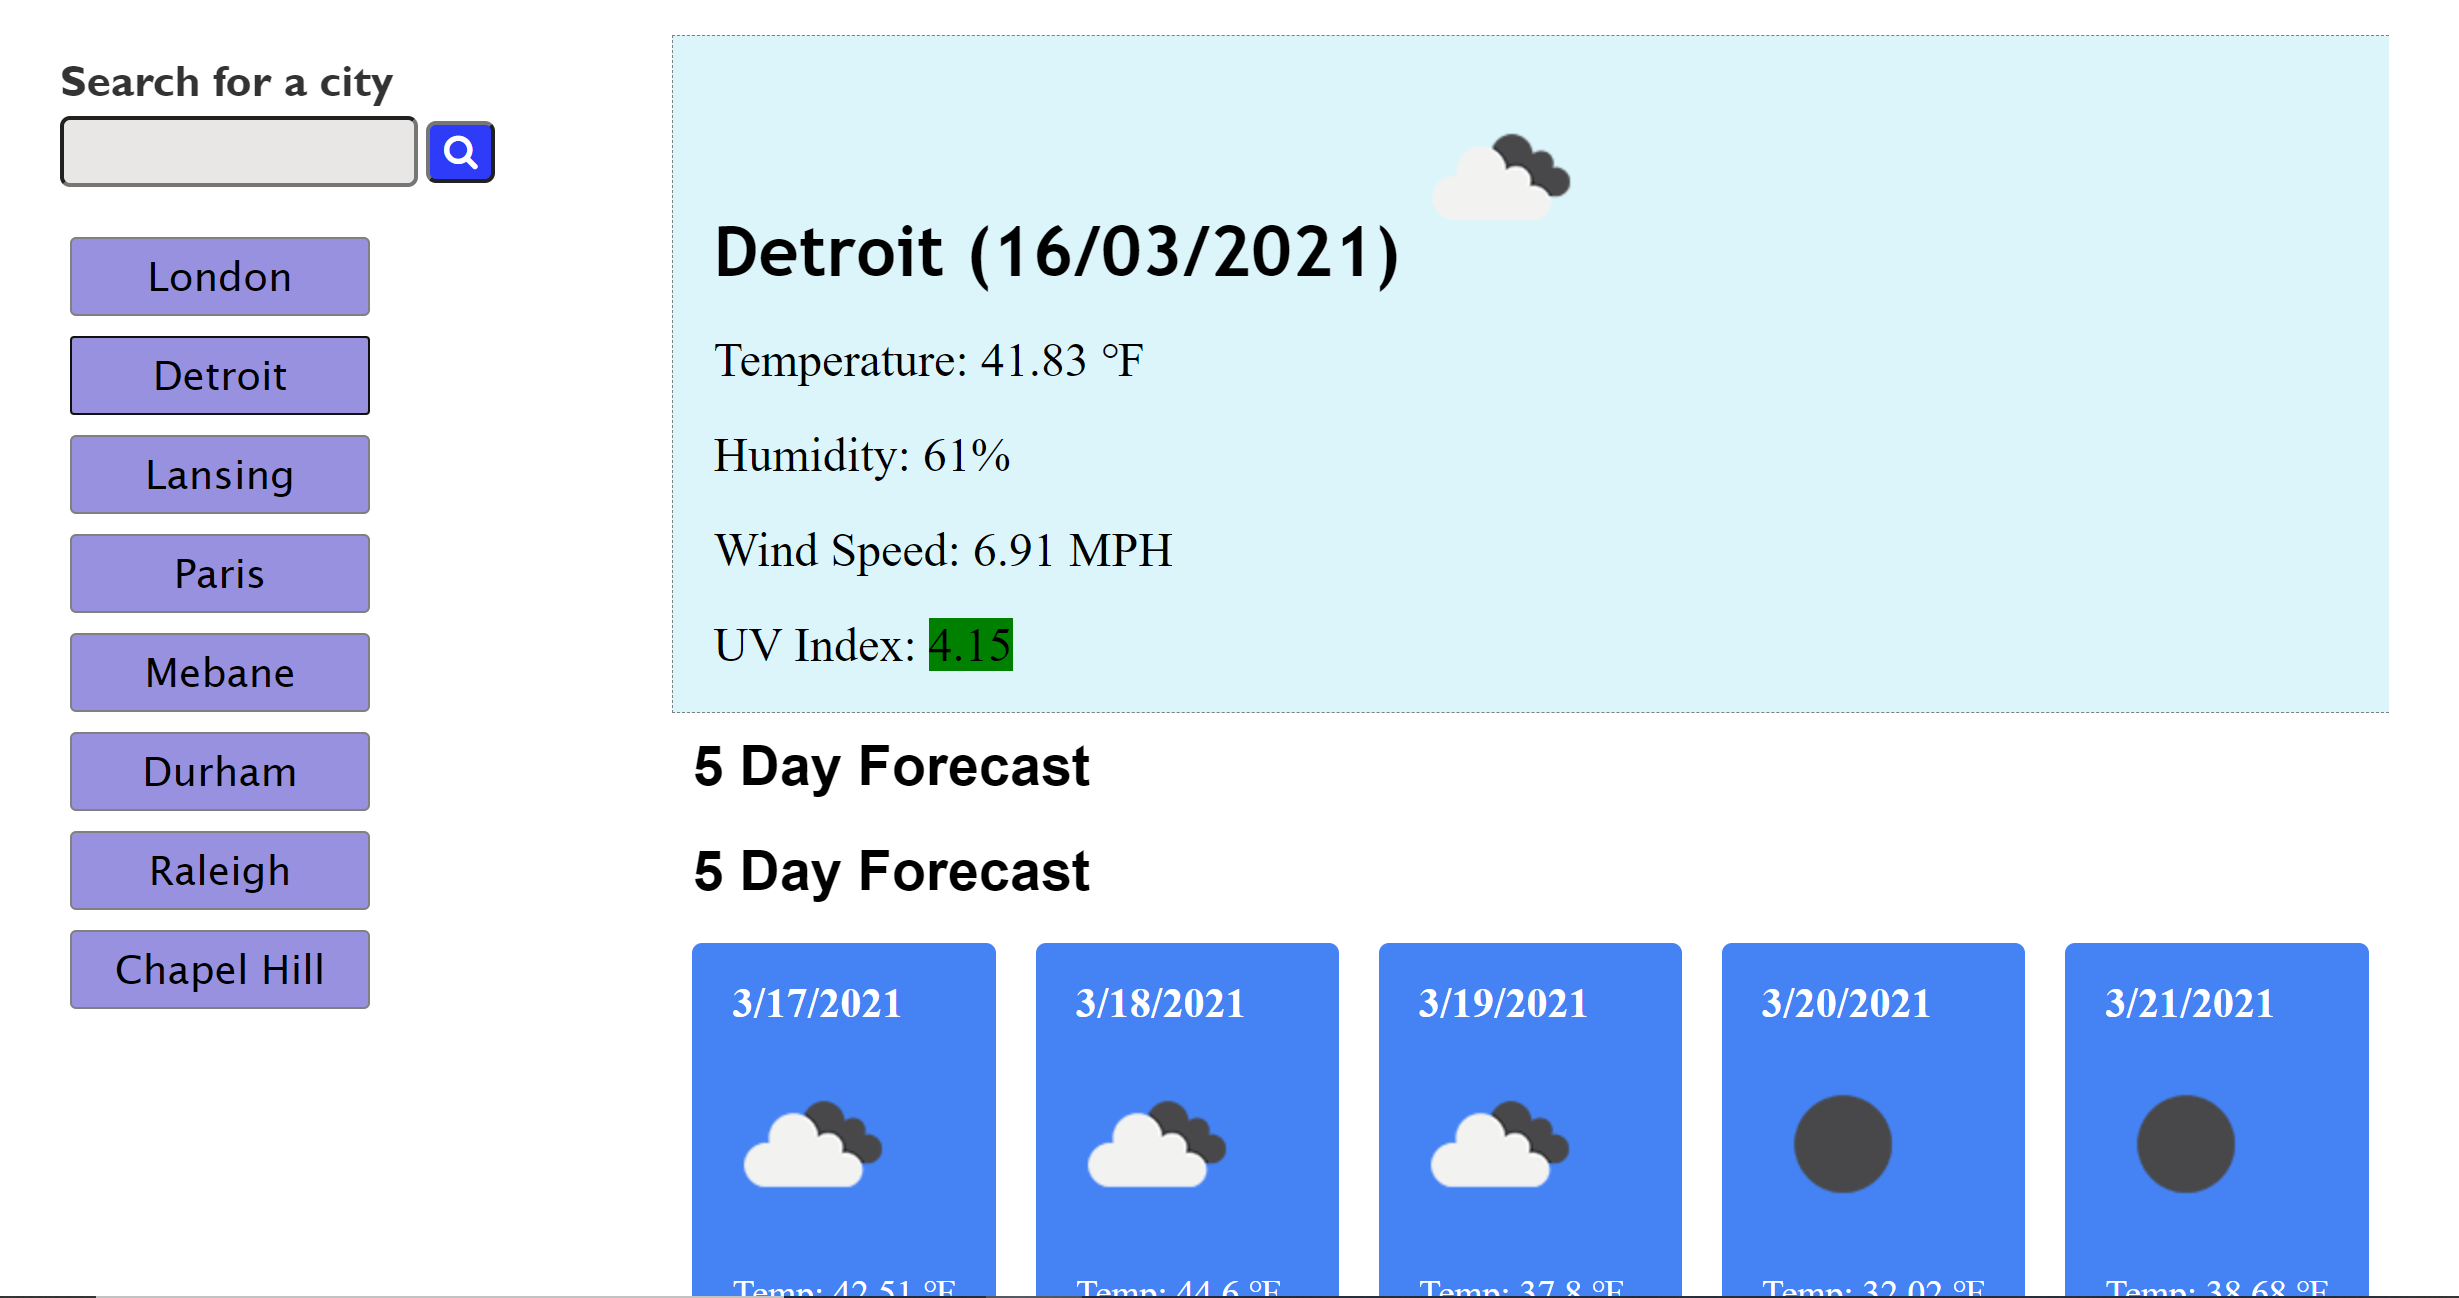 Search for a city
London
Detroit
Lansing
Paris
Mebane
Durham
Raleigh
Chapel Hill
Detroit (16/03/2021)
Temperature: 41.83 °F
Humidity: 61%
Wind Speed: 6.91 MPH
UV Index: 4.15
5 Day Forecast
5 Day Forecast
3/17/2021 3/18/2021 3/19/2021 3/20/2021 3/21/2021
Temp: 42.51 °F Temp: 44.6 °F Temp: 37.8 °F Temp: 32.02 °F Temp: 38.68 °F